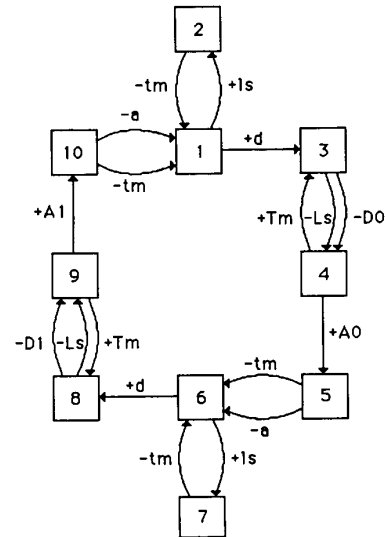 2
-tm +1s
-a
10 1 +d 3
-tm
+Tm -Ls -D0
+A1
9 4
-D1 -Ls +Tm +A0
-tm
8 +d 6 5
-a
-tm +1s
7